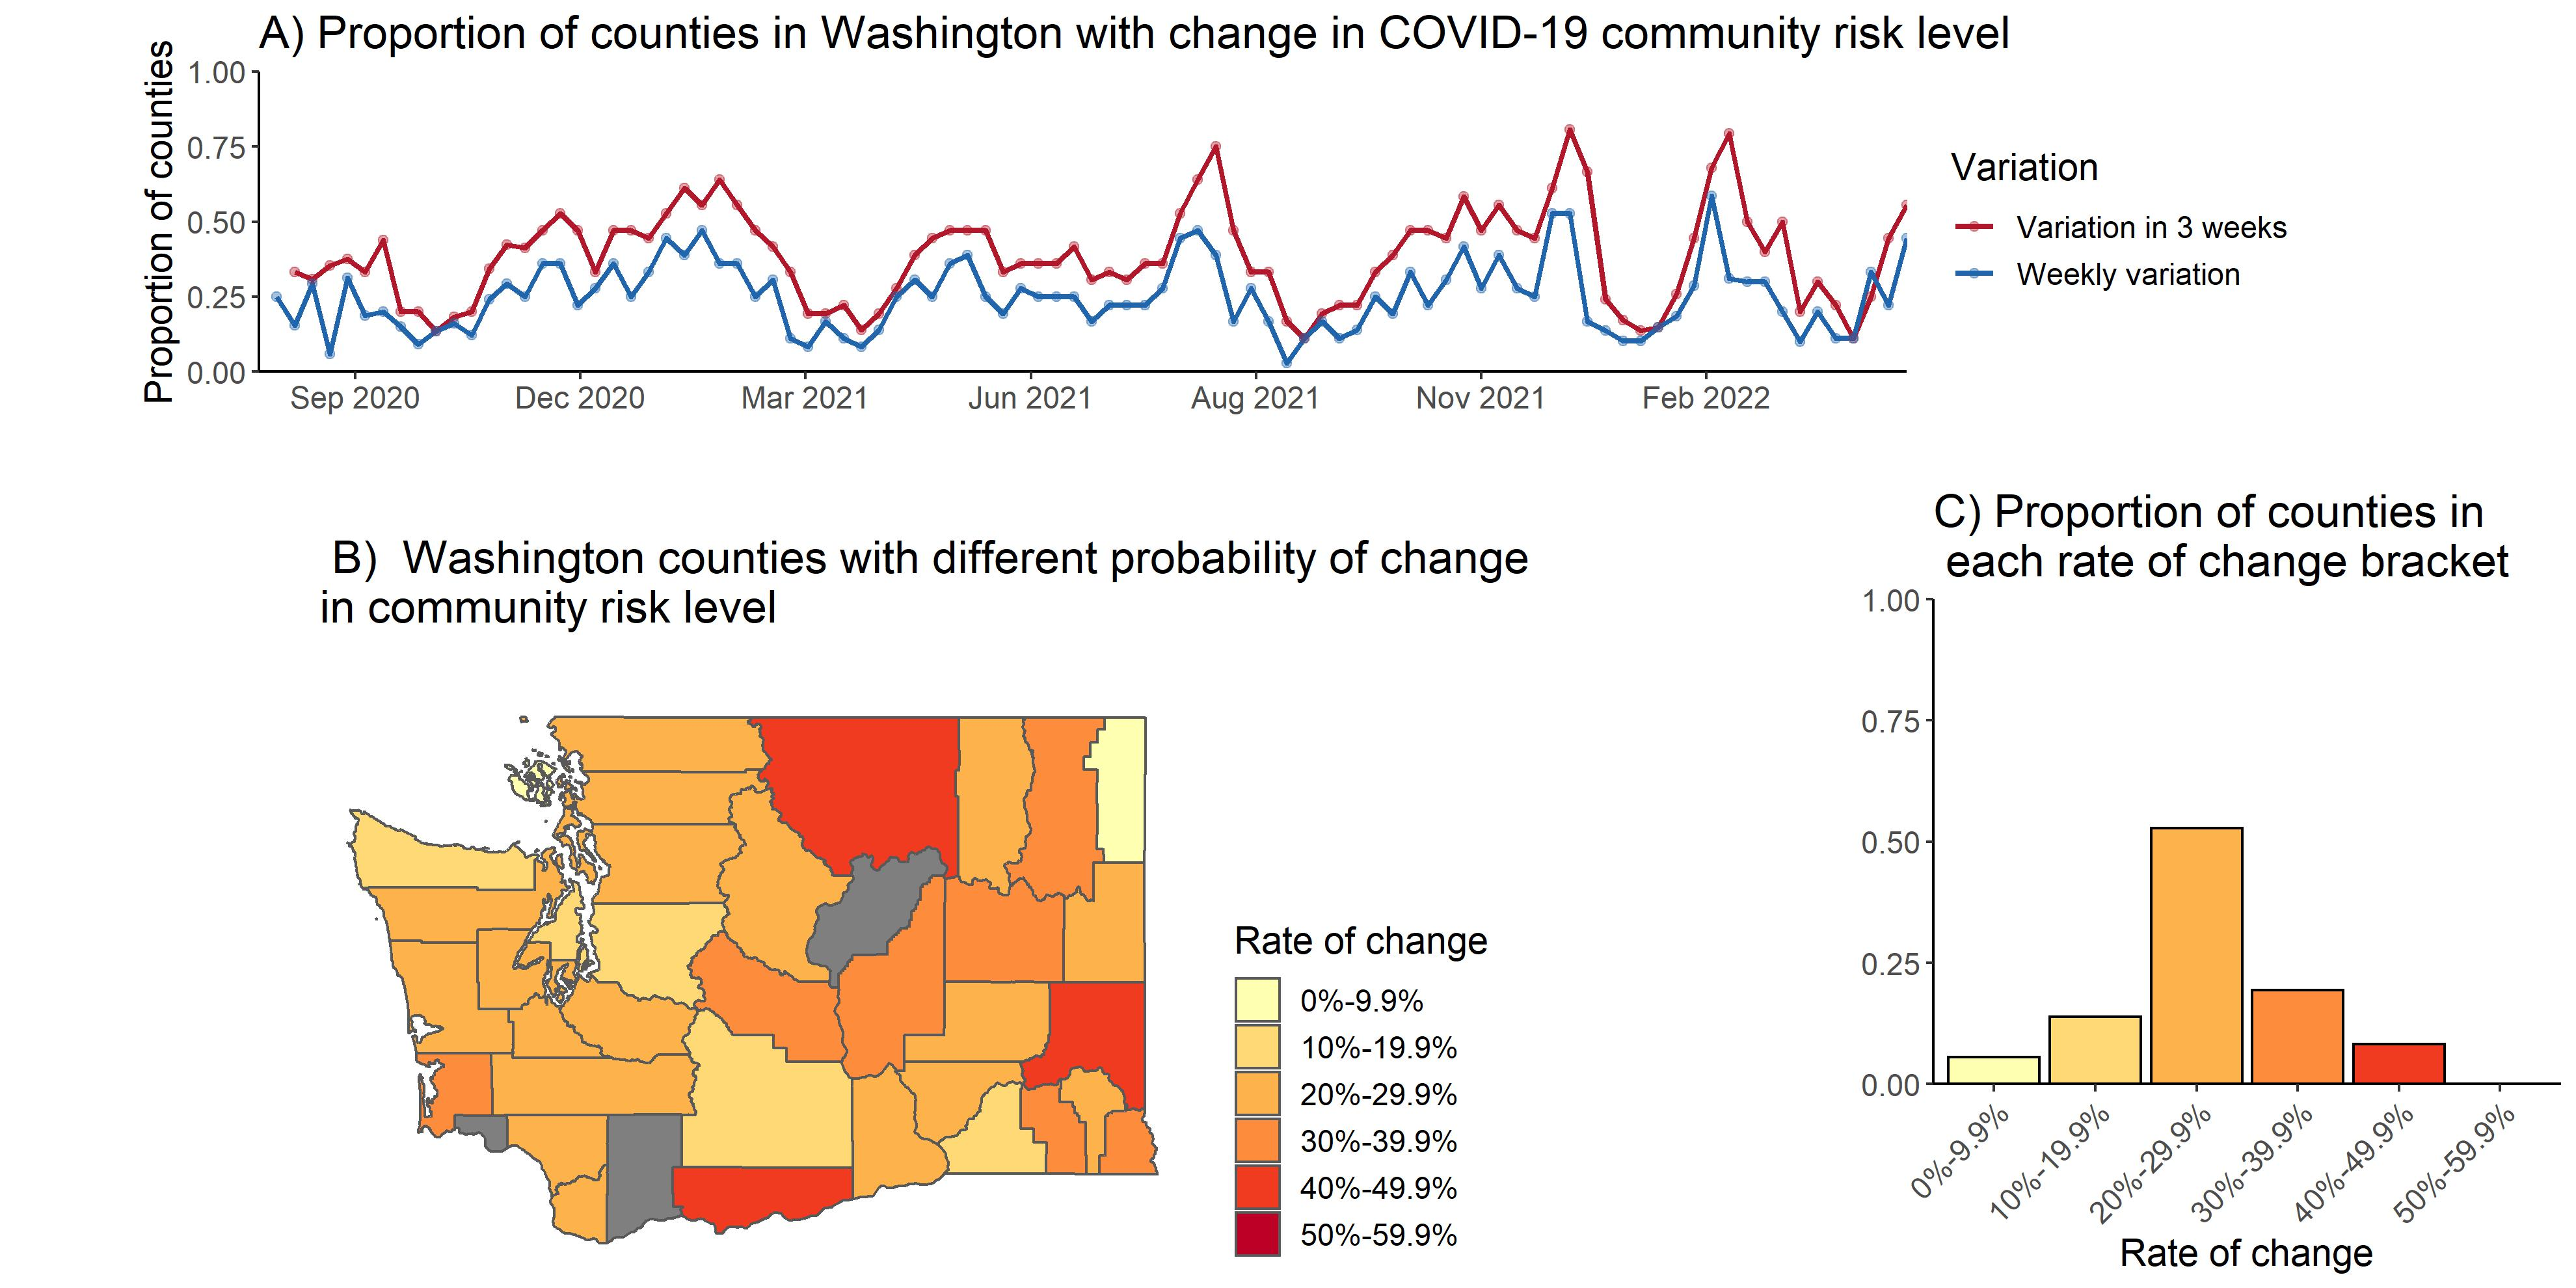 A) Proportion of counties in Washington with change in COVID-19 community risk level
Proportion of counties
1.00
0.75
0.50
0.25
0.00
Sep 2020
Dec 2020
Mar 2021
Jun 2021
Aug 2021
Nov 2021
Feb 2022
Variation
Variation in 3 weeks
Weekly variation
B) Washington counties with different probability of change
in community risk level
Rate of change
0%-9.9%
10%-19.9%
20%-29.9%
30%-39.9%
40%-49.9%
50%-59.9%
C) Proportion of counties in
each rate of change bracket
1.00
0.75
0.50
0.25
0.00
0%-9.9%
10%-19.9%
20%-29.9%
30%-39.9%
40%-49.9%
50%-59.9%
Rate of change